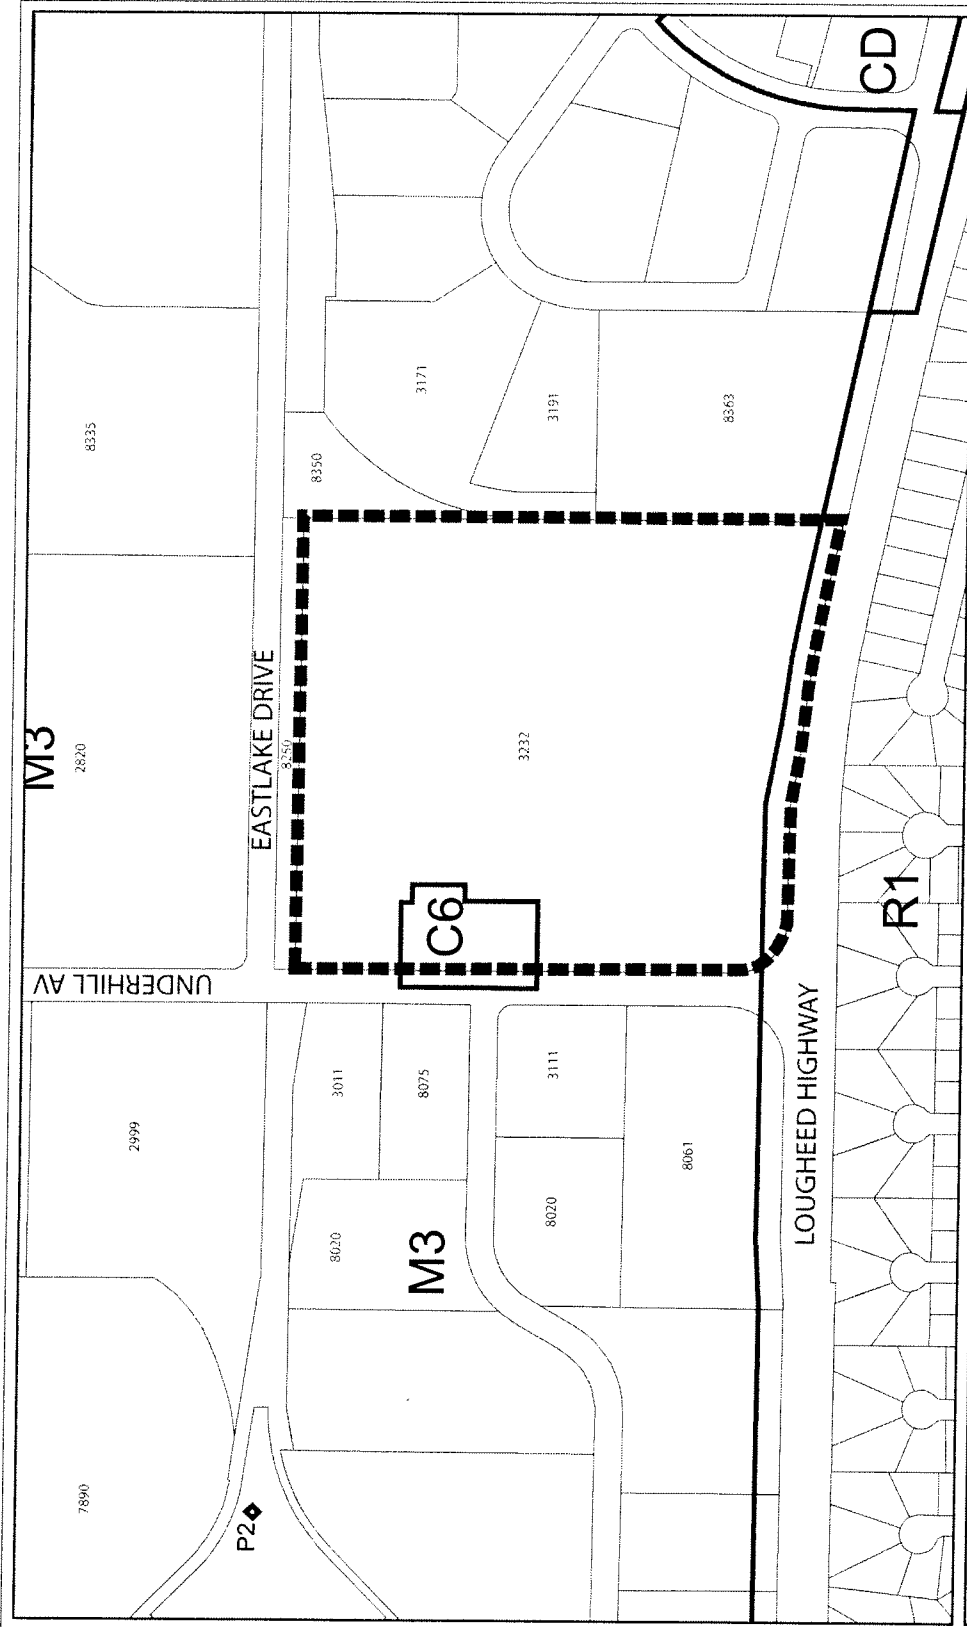 M3
2820
8335
2999
7890
UNDERHILL AV
EASTLAKE DRIVE
8250
8350
3171
3191
8363
3232
C6
3011
8075
3111
8020
8020
8061
M3
P2
LOUGHEED HIGHWAY
R1
CD